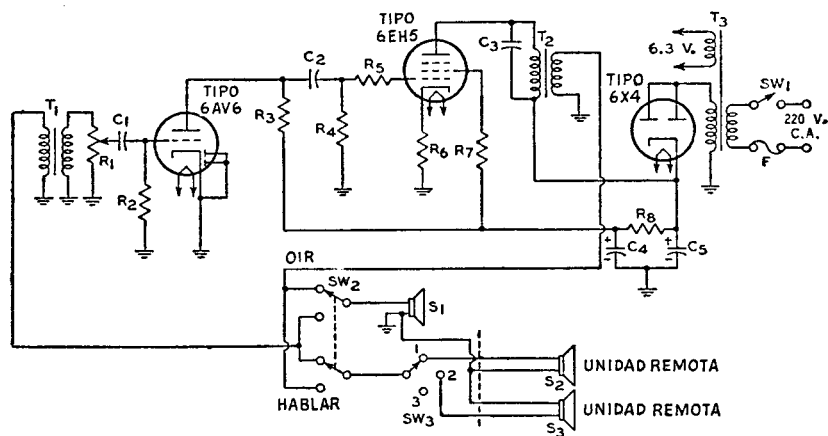 TIPO
6AV6
TIPO
6EH5
TIPO
6X4
T1
C1
R1
R2
R3
C2
R4
R5
R6
R7
C3
T2
T3
6.3 V.
SW1
220 V.
C.A.
F
R8
+
C4
-
+
C5
-
OIR
SW2
S1
HABLAR
1
2
3
SW3
S2
UNIDAD REMOTA
S3
UNIDAD REMOTA